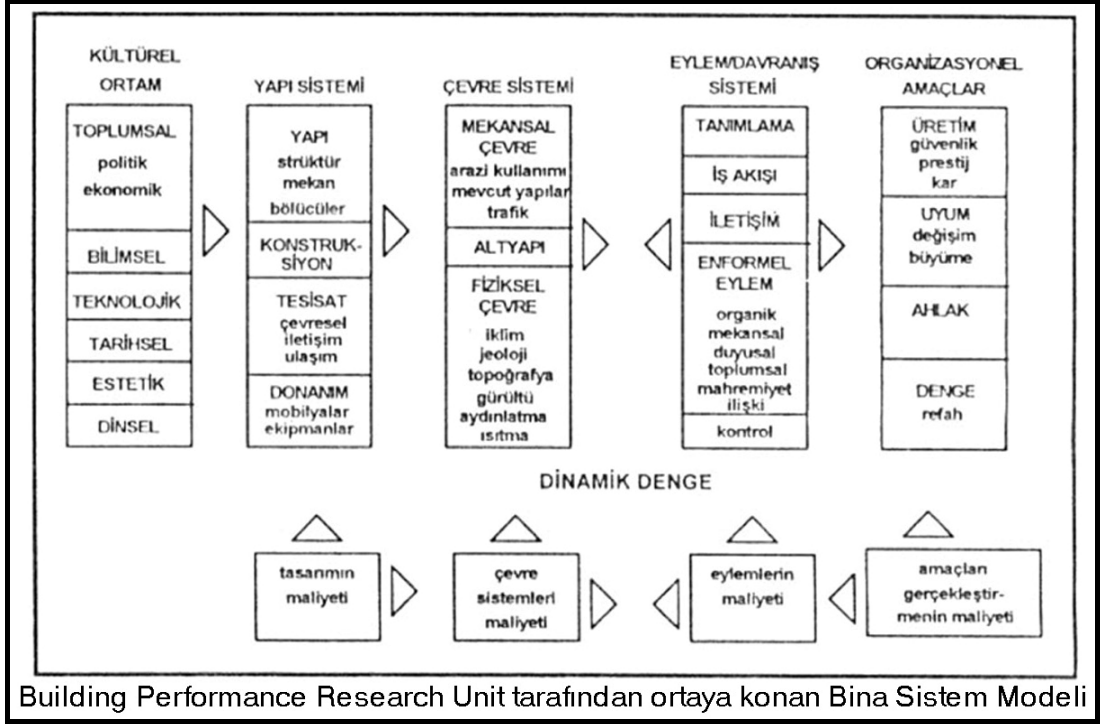 KÜLTÜREL
ORTAM
TOPLUMSAL
politik
ekonomik
BİLİMSEL
TEKNOLOJİK
TARİHSEL
ESTETİK
DİNSEL
YAPI SİSTEMİ
YAPI
strüktür
mekan
bölücüler
KONSTRUK-
SİYON
TESİSAT
çevresel
iletişim
ulaşım
DONANIM
mobilyalar
ekipmanlar
ÇEVRE SİSTEMİ
MEKANSAL
ÇEVRE
arazi kullanımı
mevcut yapılar
trafik
ALTYAPI
FİZİKSEL
ÇEVRE
iklim
jeoloji
topoğrafya
gürültü
aydınlatma
ısıtma
EYLEM/DAVRANIŞ
SİSTEMİ
TANIMLAMA
İŞ AKIŞI
İLETİŞİM
ENFORMEL
EYLEM
organik
mekansal
duyusal
toplumsal
mahremiyet
ilişki
kontrol
ORGANİZASYONEL
AMAÇLAR
ÜRETİM
güvenlik
prestij
kar
UYUM
değişim
büyüme
AHLAK
DENGE
refah
DİNAMİK DENGE
tasarımın
maliyeti
çevre
sistemleri
maliyeti
eylemlerin
maliyeti
amaçları
gerçekleştir-
menin maliyeti
Building Performance Research Unit tarafından ortaya konan Bina Sistem Modeli